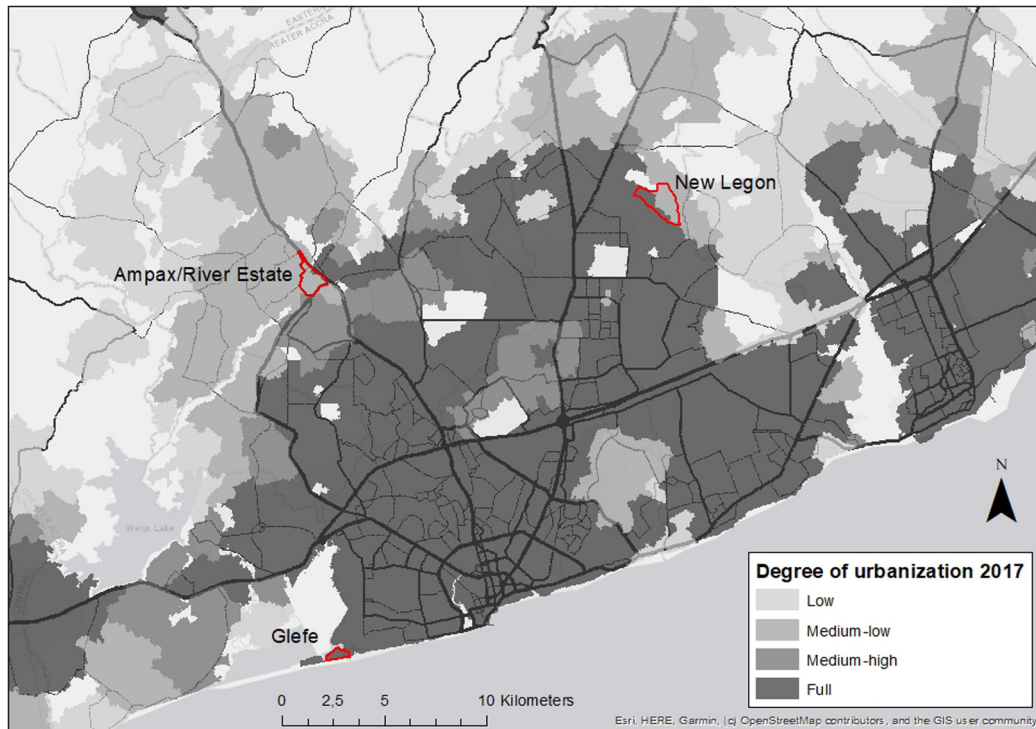 EASTERN
GREATER ACCRA
New Legon
Ampax/River Estate
Weija Lake
N
Glefe
0 2,5 5 10 Kilometers
Degree of urbanization 2017
Low
Medium-low
Medium-high
Full
Esri, HERE, Garmin, (c) OpenStreetMap contributors, and the GIS user community